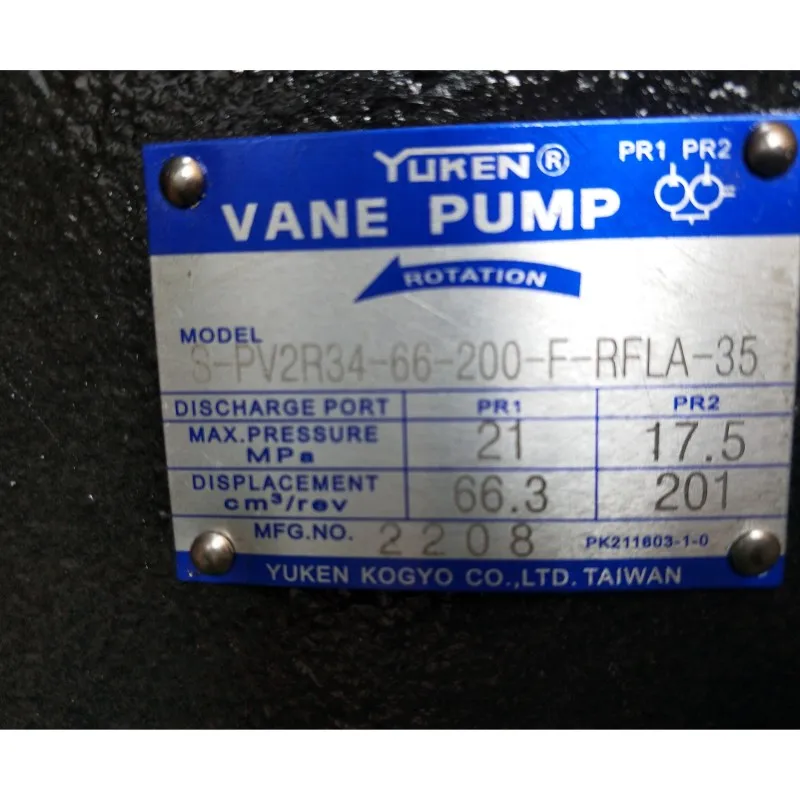 YUKEN®
PR1 PR2
VANE PUMP
ROTATION
MODEL
S-PV2R34-66-200-F-RFLA-35
DISCHARGE PORT PR1 PR2
MAX.PRESSURE MPa 21 17.5
DISPLACEMENT cm³/rev 66.3 201
MFG.NO. 2208 PK211603-1-0
YUKEN KOGYO CO.,LTD. TAIWAN